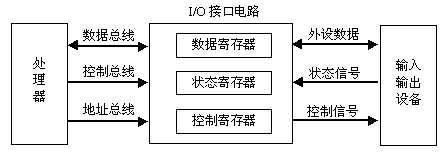 I/O 接口电路
处理器
数据总线
控制总线
地址总线
数据寄存器
状态寄存器
控制寄存器
外设数据
状态信号
控制信号
输入
输出
设备